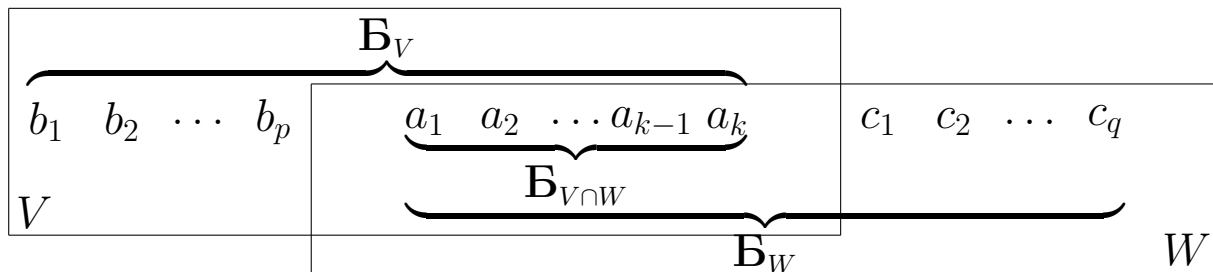 Б_V
b_1 b_2 ⋯ b_p a_1 a_2 … a_{k−1} a_k c_1 c_2 … c_q
Б_{V∩W}
V
Б_W W